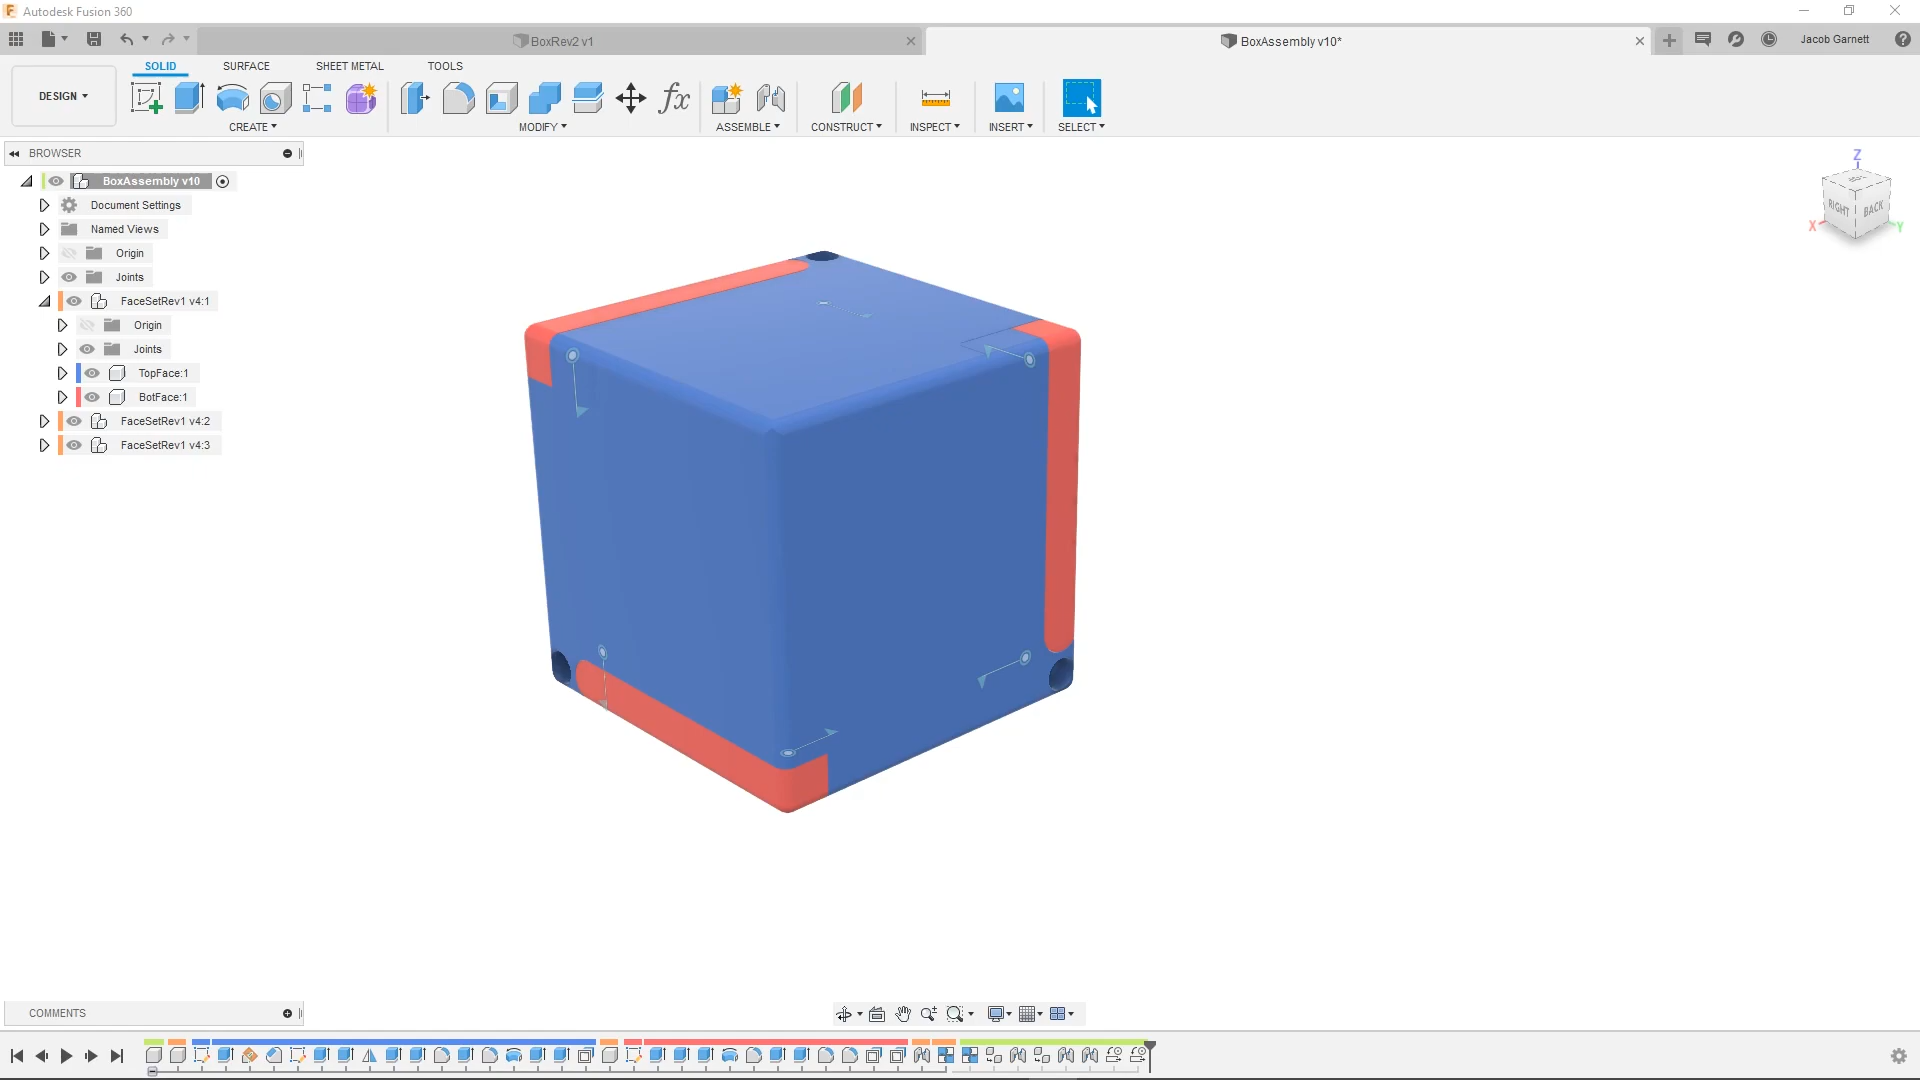 Autodesk Fusion 360
BoxRev2 v1
BoxAssembly v10*
Jacob Garnett
SOLID SURFACE SHEET METAL TOOLS
DESIGN
CREATE MODIFY ASSEMBLE CONSTRUCT INSPECT INSERT SELECT
BROWSER
BoxAssembly v10
Document Settings
Named Views
Origin
Joints
FaceSetRev1 v4:1
Origin
Joints
TopFace:1
BotFace:1
FaceSetRev1 v4:2
FaceSetRev1 v4:3
Z
RIGHT BACK
X Y
COMMENTS